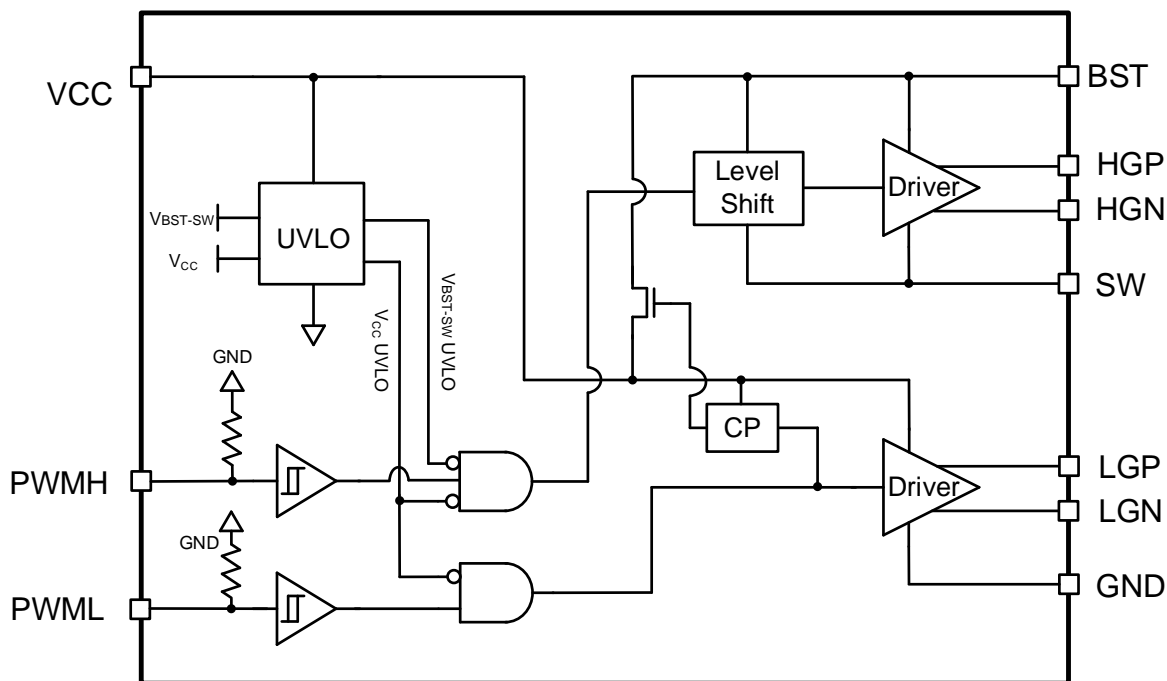 VCC
BST
HGP
HGN
SW
Level
Shift
Driver
VBST-SW
VCC
UVLO
VCC UVLO
VBST-SW UVLO
GND
CP
PWMH
LGP
LGN
Driver
GND
PWML
GND